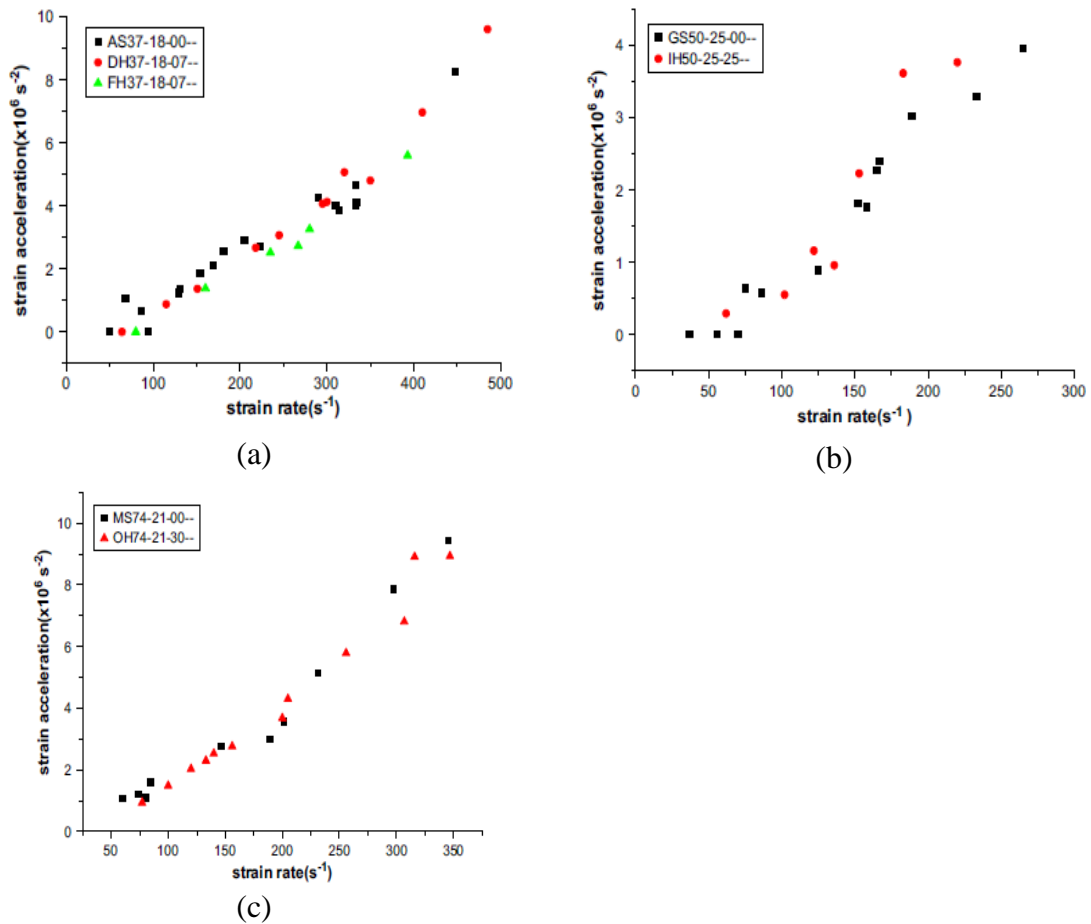 10
8
6
4
2
0
strain acceleration(x10⁶ s⁻²)
AS37-18-00--
DH37-18-07--
FH37-18-07--
0 100 200 300 400 500
strain rate(s⁻¹)
(a)
4
3
2
1
0
strain acceleration(x10⁶ s⁻²)
GS50-25-00--
IH50-25-25--
0 50 100 150 200 250 300
strain rate(s⁻¹ )
(b)
10
8
6
4
2
0
strain acceleration(x10⁶ s⁻²)
MS74-21-00--
OH74-21-30--
50 100 150 200 250 300 350
strain rate(s⁻¹)
(c)